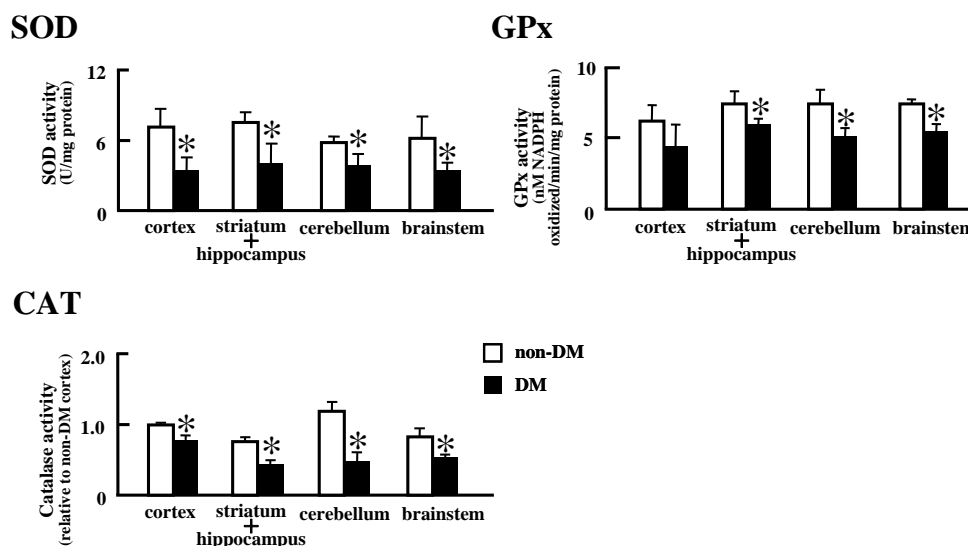 SOD
SOD activity
(U/mg protein)
12
6
0
*
*
*
*
cortex
striatum
+
hippocampus
cerebellum
brainstem
GPx
GPx activity
(nM NADPH
oxidized/min/mg protein)
10
5
0
*
*
*
cortex
striatum
+
hippocampus
cerebellum
brainstem
CAT
Catalase activity
(relative to non-DM cortex)
2.0
1.0
0
*
*
*
*
cortex
striatum
+
hippocampus
cerebellum
brainstem
non-DM
DM